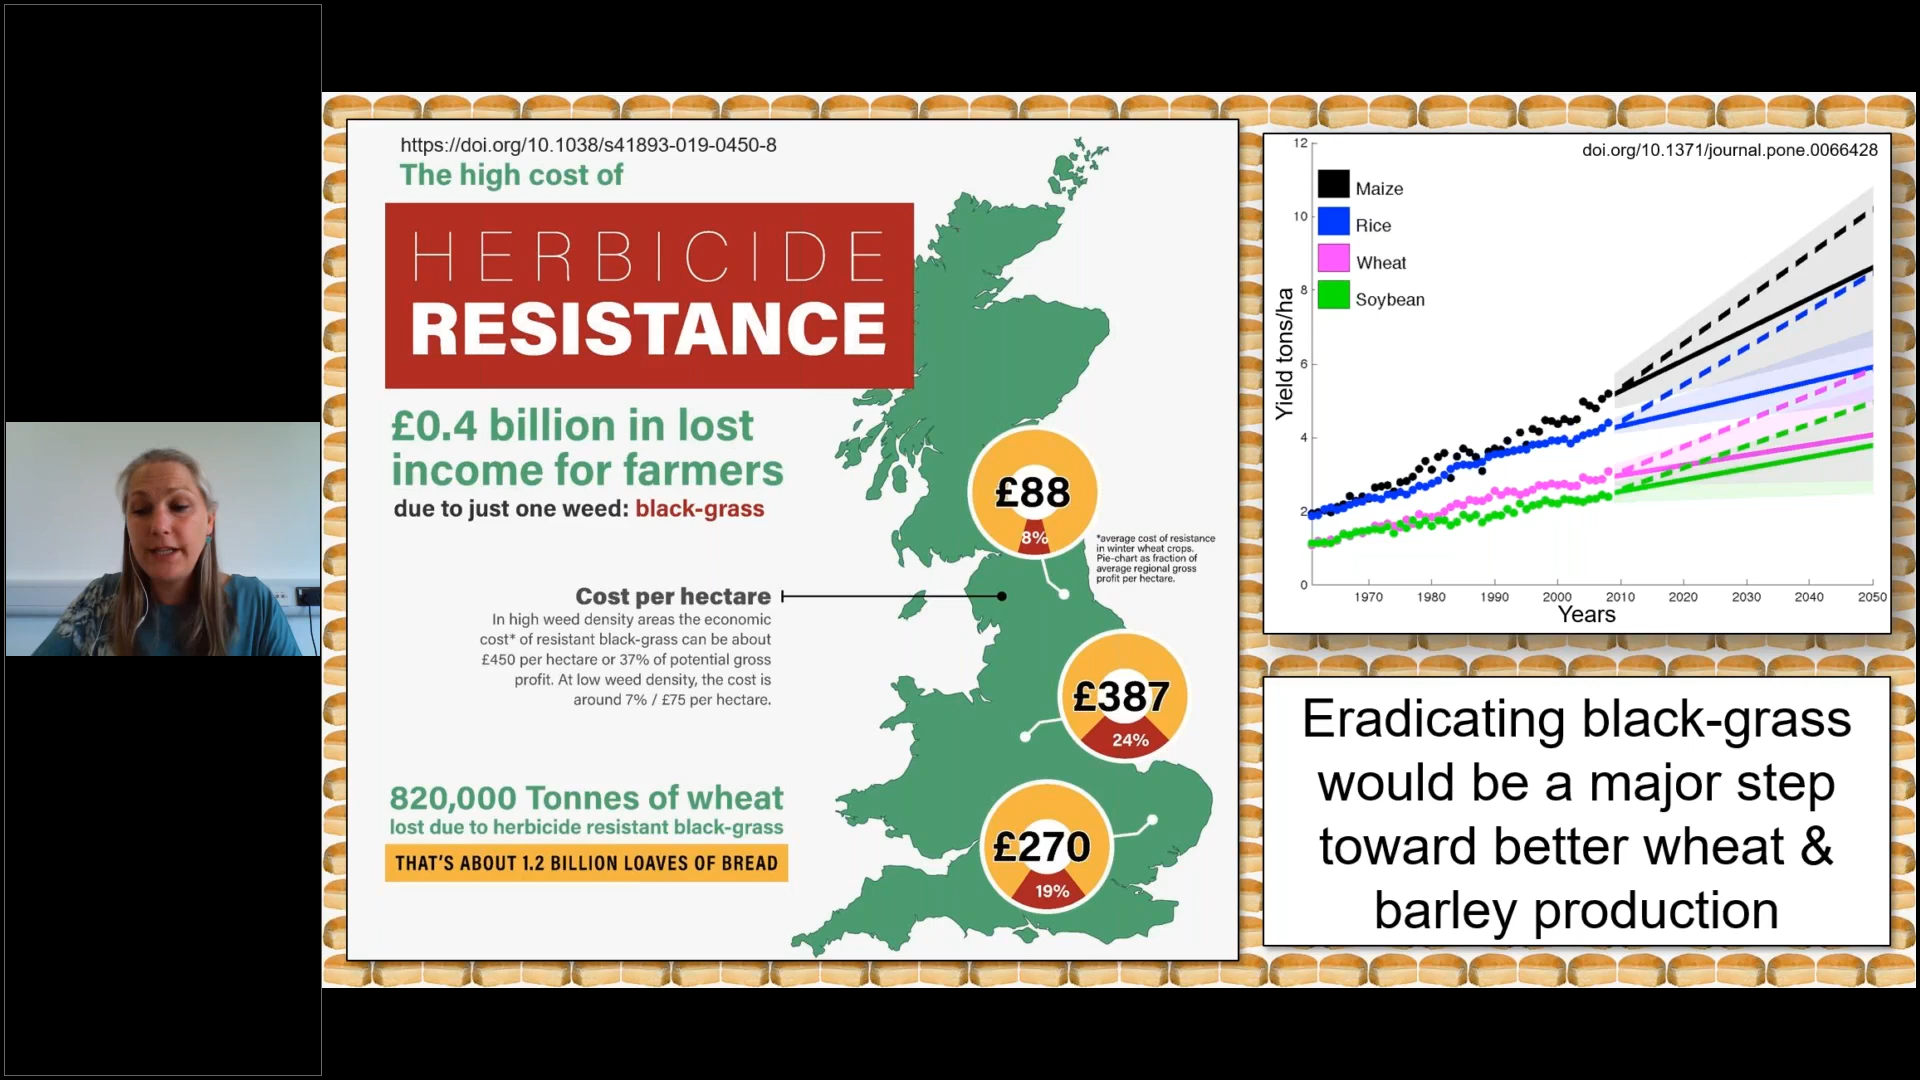 https://doi.org/10.1038/s41893-019-0450-8
The high cost of
HERBICIDE
RESISTANCE
£0.4 billion in lost
income for farmers
due to just one weed: black-grass
£88
8%
*average cost of resistance
in winter wheat crops.
Pie-chart as fraction of
average regional gross
profit per hectare.
Cost per hectare
In high weed density areas the economic
cost* of resistant black-grass can be about
£450 per hectare or 37% of potential gross
profit. At low weed density, the cost is
around 7% / £75 per hectare.
£387
24%
820,000 Tonnes of wheat
lost due to herbicide resistant black-grass
THAT'S ABOUT 1.2 BILLION LOAVES OF BREAD
£270
19%
doi.org/10.1371/journal.pone.0066428
12
10
8
6
4
2
0
Yield tons/ha
Maize
Rice
Wheat
Soybean
1970 1980 1990 2000 2010 2020 2030 2040 2050
Years
Eradicating black-grass
would be a major step
toward better wheat &
barley production